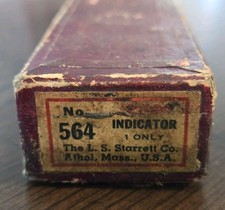 No.
564 INDICATOR
1 ONLY
The L. S. Starrett Co.
Athol, Mass., U.S.A.